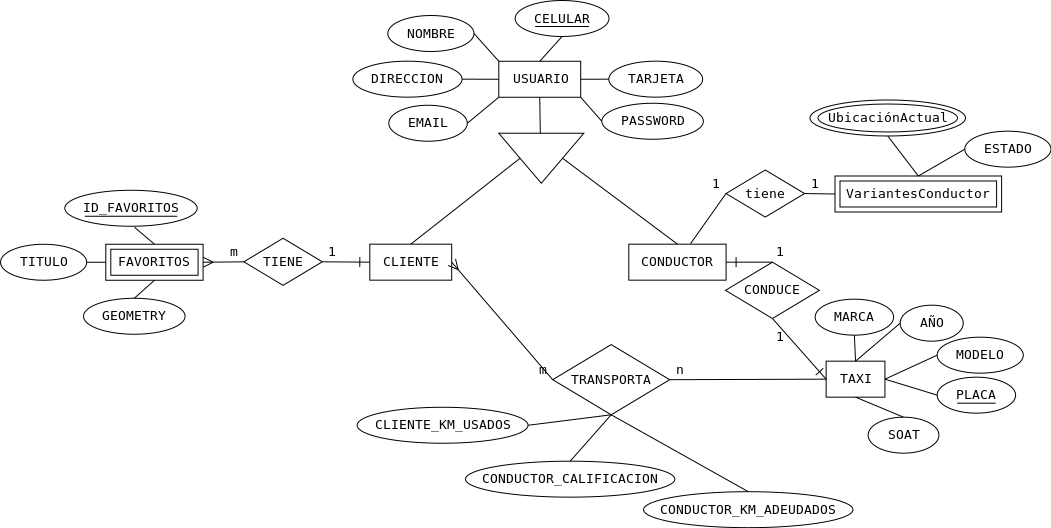 CELULAR
NOMBRE
DIRECCION
USUARIO
TARJETA
EMAIL
PASSWORD
UbicaciónActual
ESTADO
1
tiene
1
VariantesConductor
ID_FAVORITOS
TITULO
FAVORITOS
m
TIENE
1
CLIENTE
CONDUCTOR
1
GEOMETRY
CONDUCE
1
MARCA
AÑO
MODELO
m
TRANSPORTA
n
TAXI
PLACA
CLIENTE_KM_USADOS
SOAT
CONDUCTOR_CALIFICACION
CONDUCTOR_KM_ADEUDADOS